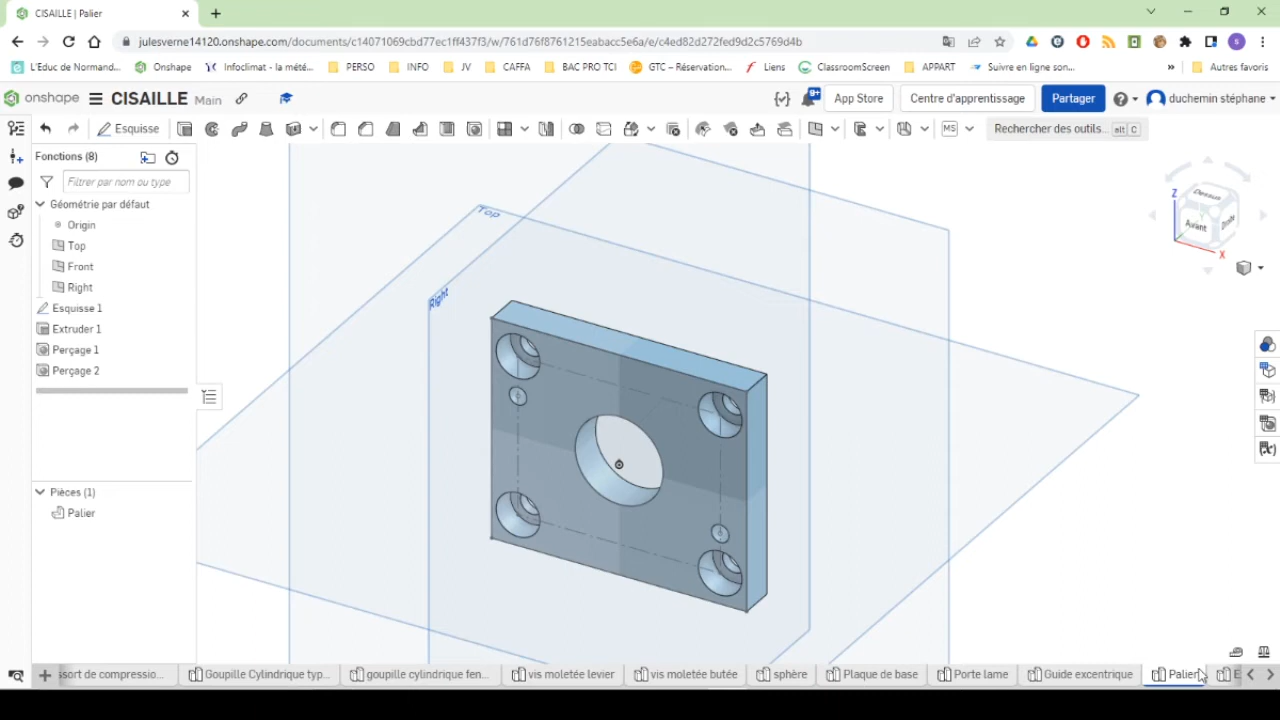 CISAILLE | Palier
julesverne14120.onshape.com/documents/c14071069cbd77ec1ff437f3/w/761d76f8761215eabacc5e6a/e/c4ed82d272fed9d2c5769d4b
S
L'Educ de Normand... Onshape Infoclimat - la mété... PERSO INFO JV CAFFA BAC PRO TCI GTC – Réservation... Liens ClassroomScreen APPART Suivre en ligne son... » Autres favoris
onshape CISAILLE Main 9+ App Store Centre d'apprentissage Partager duchemin stéphane
Esquisse MS Rechercher des outils... alt C
Fonctions (8)
Filtrer par nom ou type
Géométrie par défaut
Origin
Top
Front
Right
Esquisse 1
Extruder 1
Perçage 1
Perçage 2
Pièces (1)
Palier
Top
Right
Z
Dessus
Avant
Droite
X
ssort de compressio... Goupille Cylindrique typ... goupille cylindrique fen... vis moletée levier vis moletée butée sphère Plaque de base Porte lame Guide excentrique Palier E